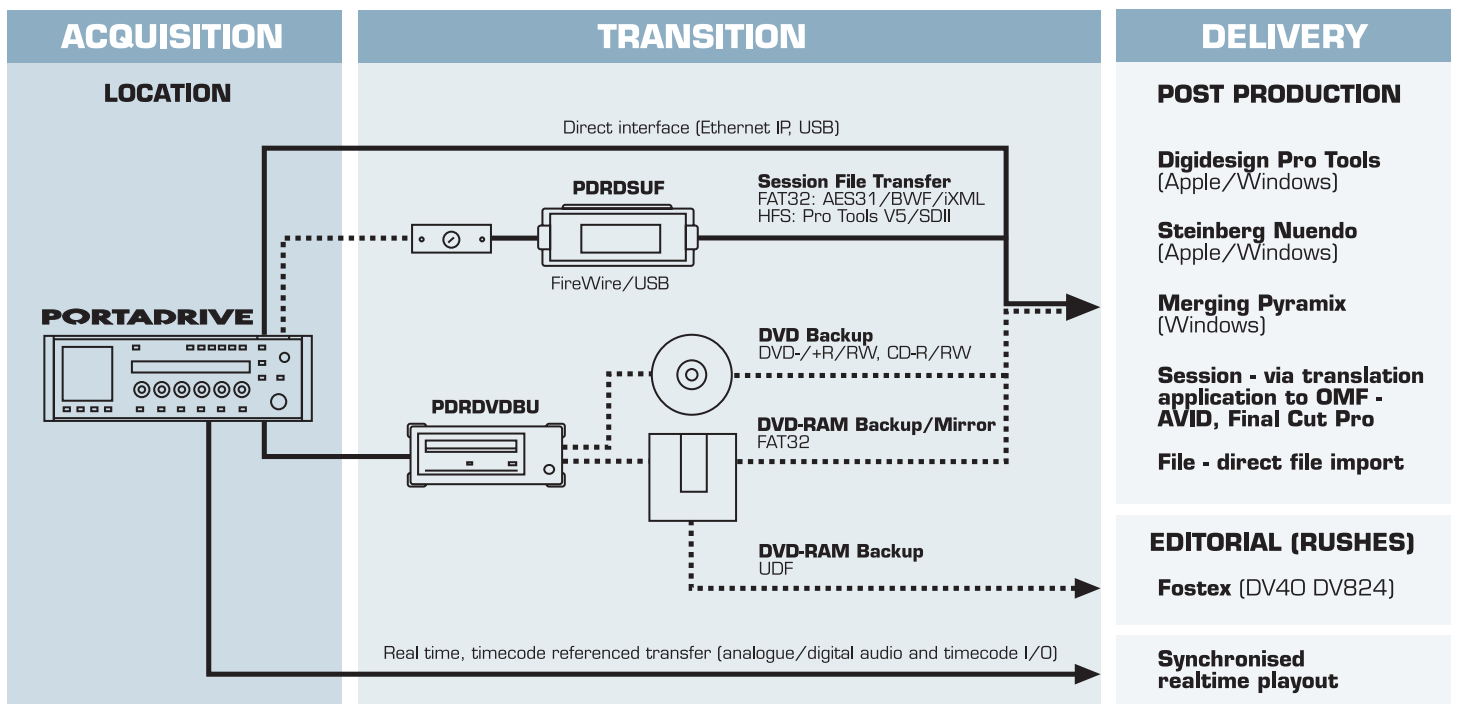 ACQUISITION
LOCATION
PORTADRIVE
TRANSITION
Direct interface (Ethernet IP, USB)
PDRDSUF
FireWire/USB
Session File Transfer
FAT32: AES31/BWF/iXML
HFS: Pro Tools V5/SDII
DVD Backup
DVD-/+R/RW, CD-R/RW
PDRDVDBU
DVD-RAM Backup/Mirror
FAT32
DVD-RAM Backup
UDF
Real time, timecode referenced transfer (analogue/digital audio and timecode I/O)
DELIVERY
POST PRODUCTION
Digidesign Pro Tools
(Apple/Windows)
Steinberg Nuendo
(Apple/Windows)
Merging Pyramix
(Windows)
Session - via translation
application to OMF -
AVID, Final Cut Pro
File - direct file import
EDITORIAL (RUSHES)
Fostex (DV40 DV824)
Synchronised
realtime playout